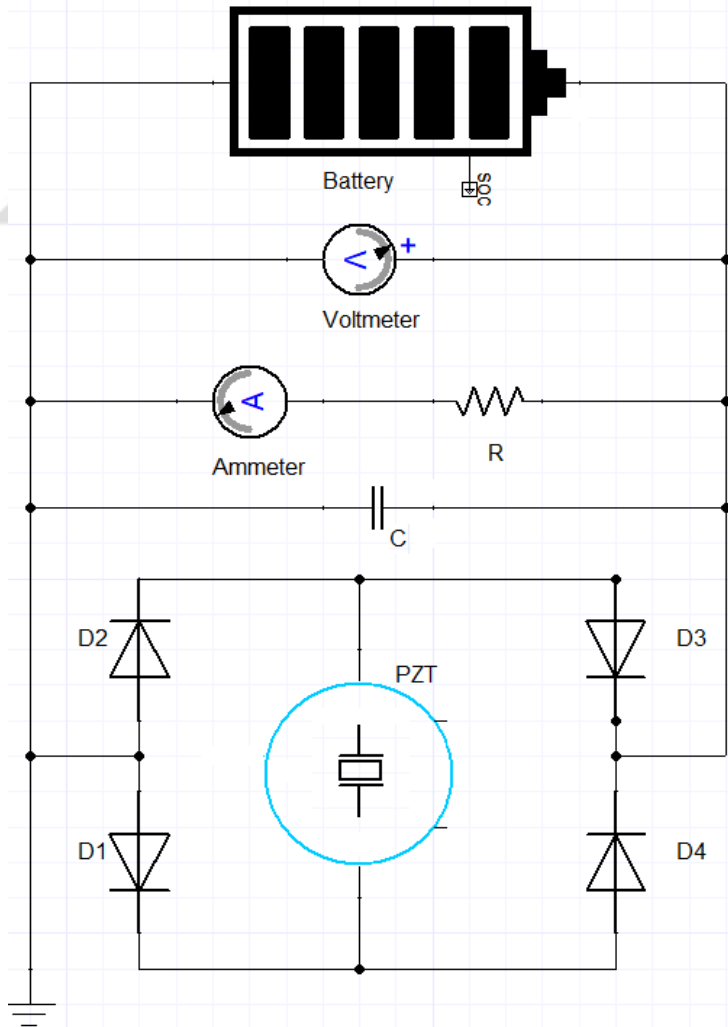 Battery
SOC
V
+
Voltmeter
A
Ammeter
R
C
D2
D3
PZT
D1
D4